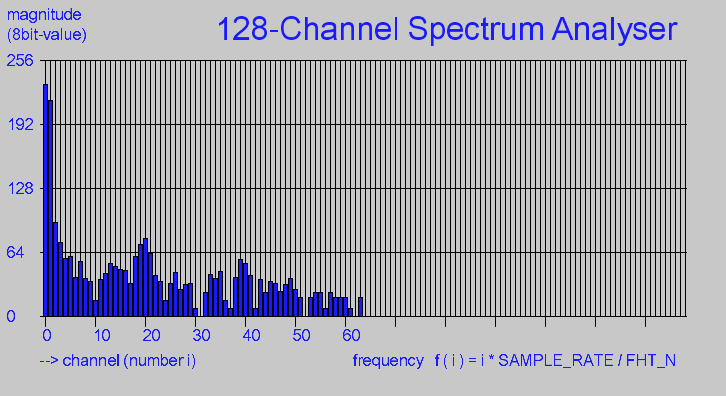 magnitude
(8bit-value)
128-Channel Spectrum Analyser
256
192
128
64
0
0 10 20 30 40 50 60
--> channel (number i)
frequency f ( i ) = i * SAMPLE_RATE / FHT_N